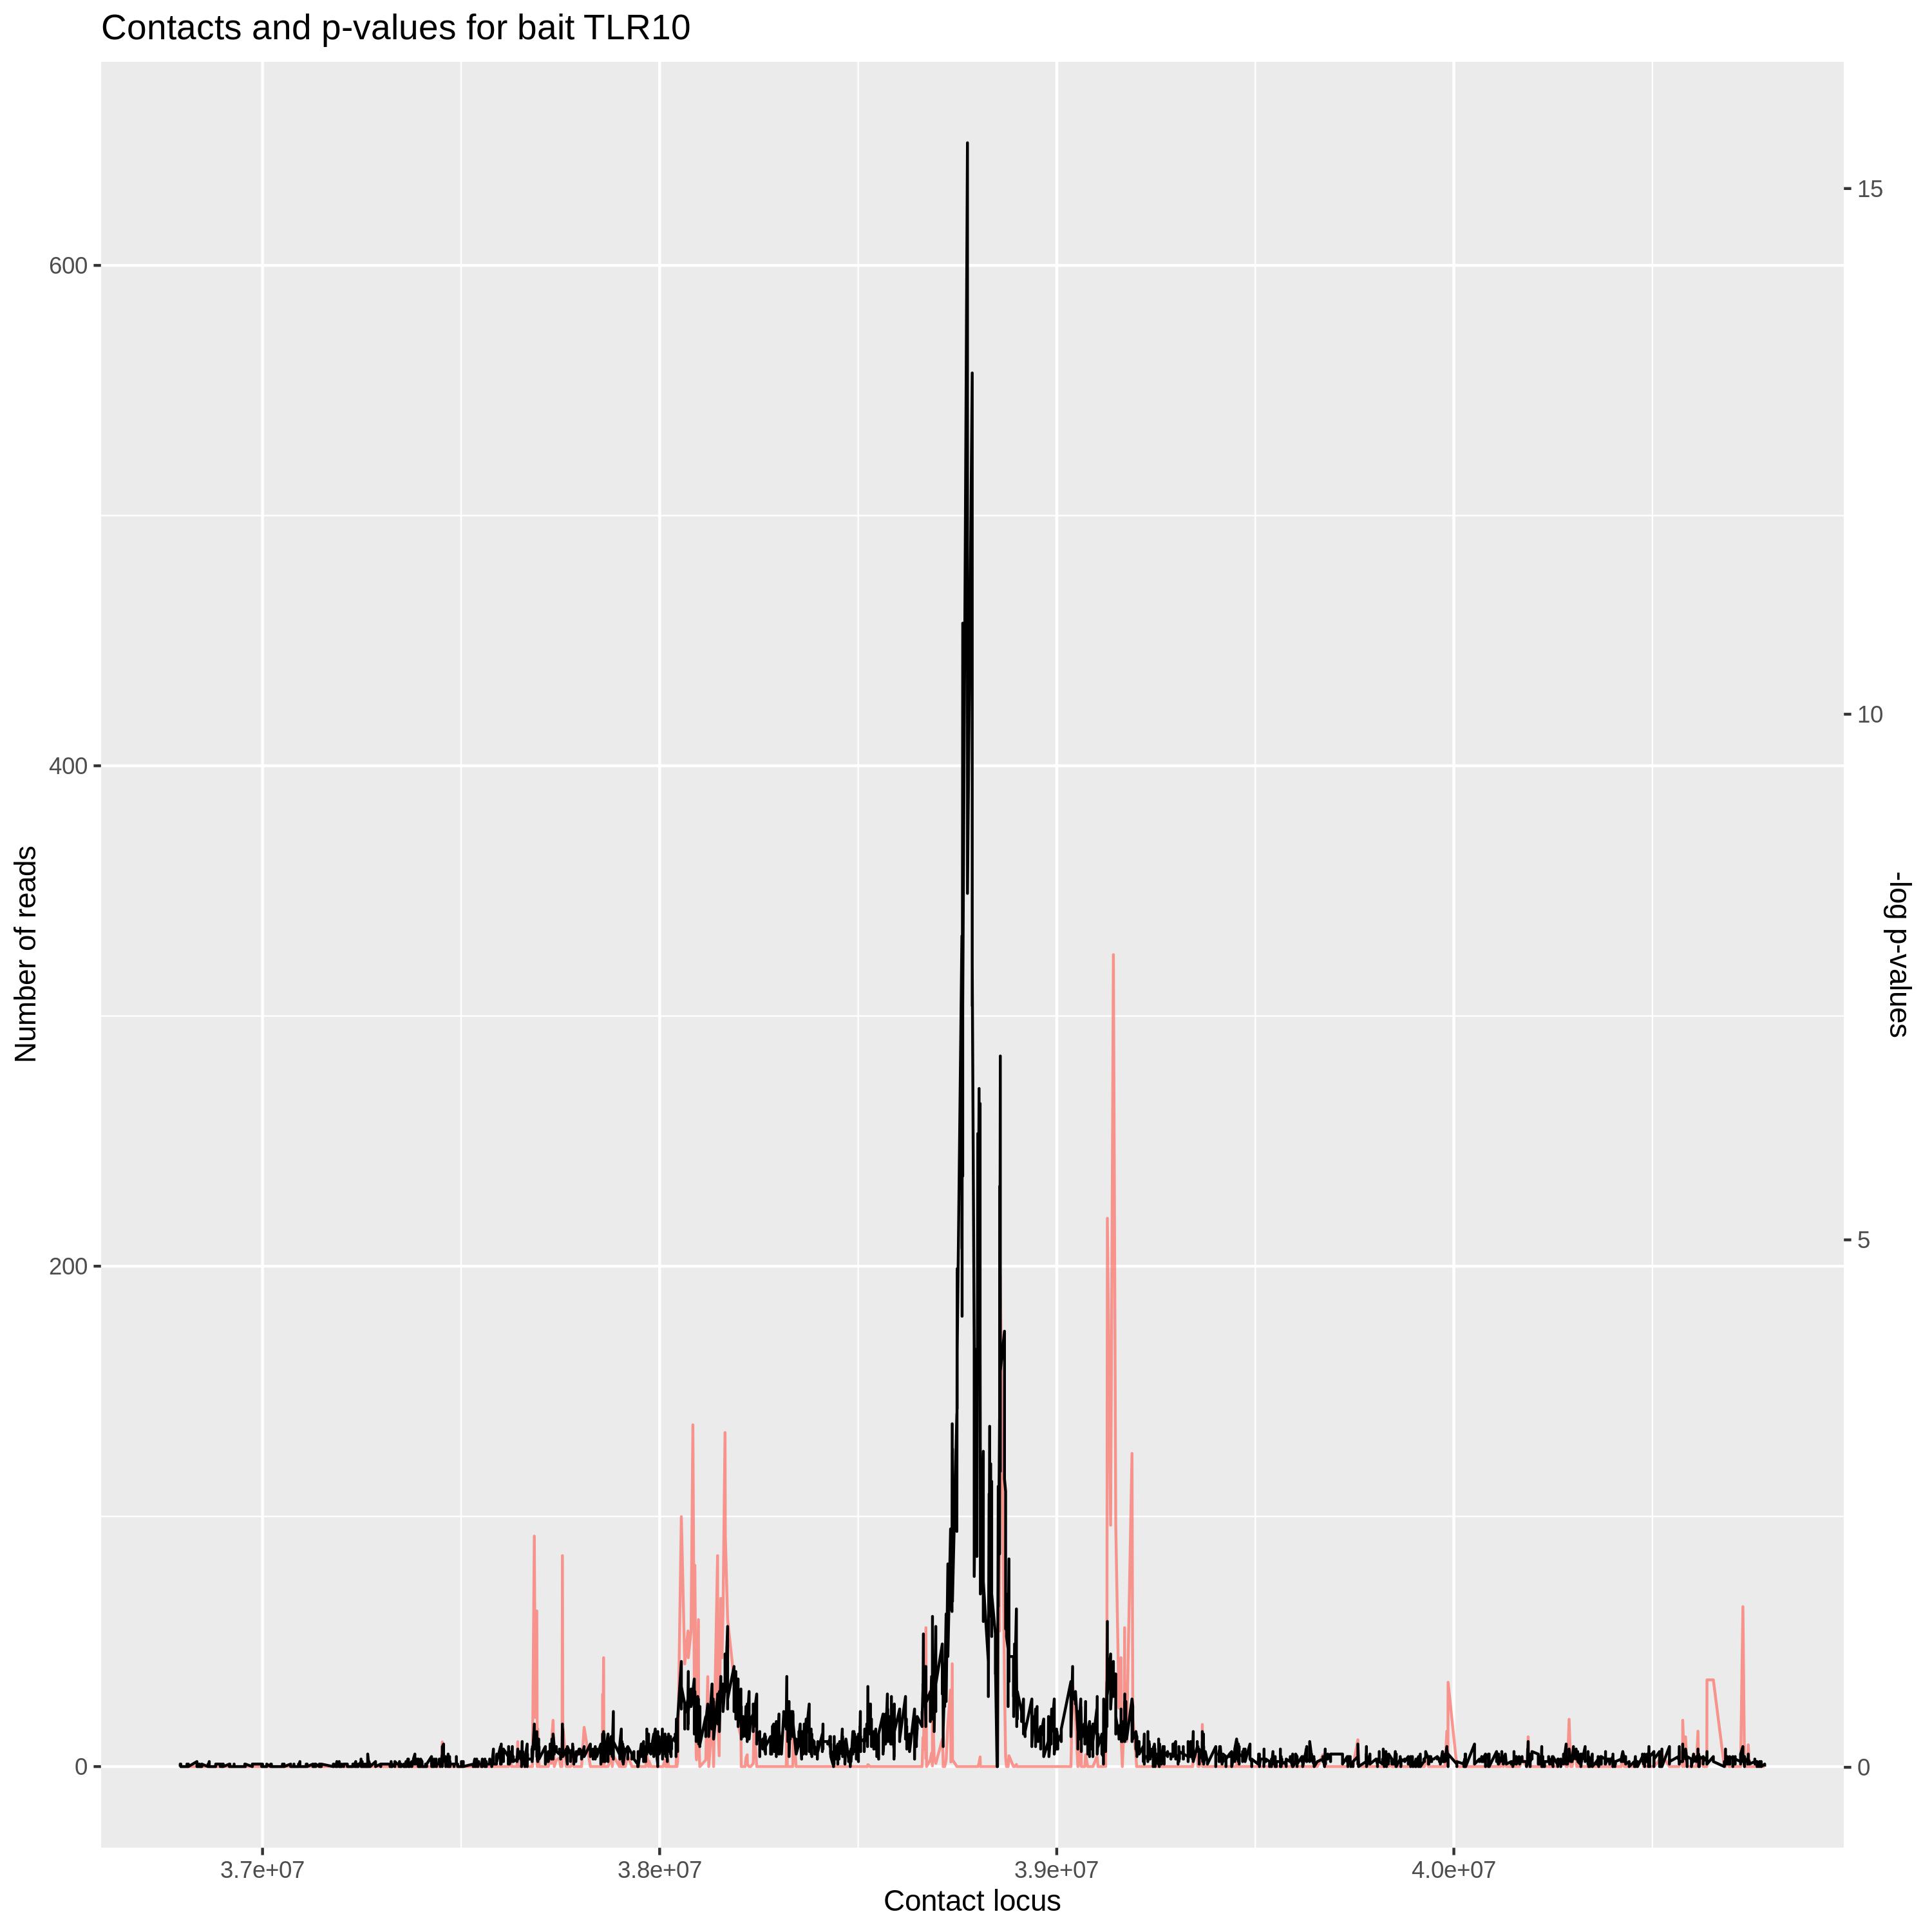 Contacts and p-values for bait TLR10
600
400
200
0
Number of reads
15
10
5
0
-log p-values
3.7e+07 3.8e+07 3.9e+07 4.0e+07
Contact locus